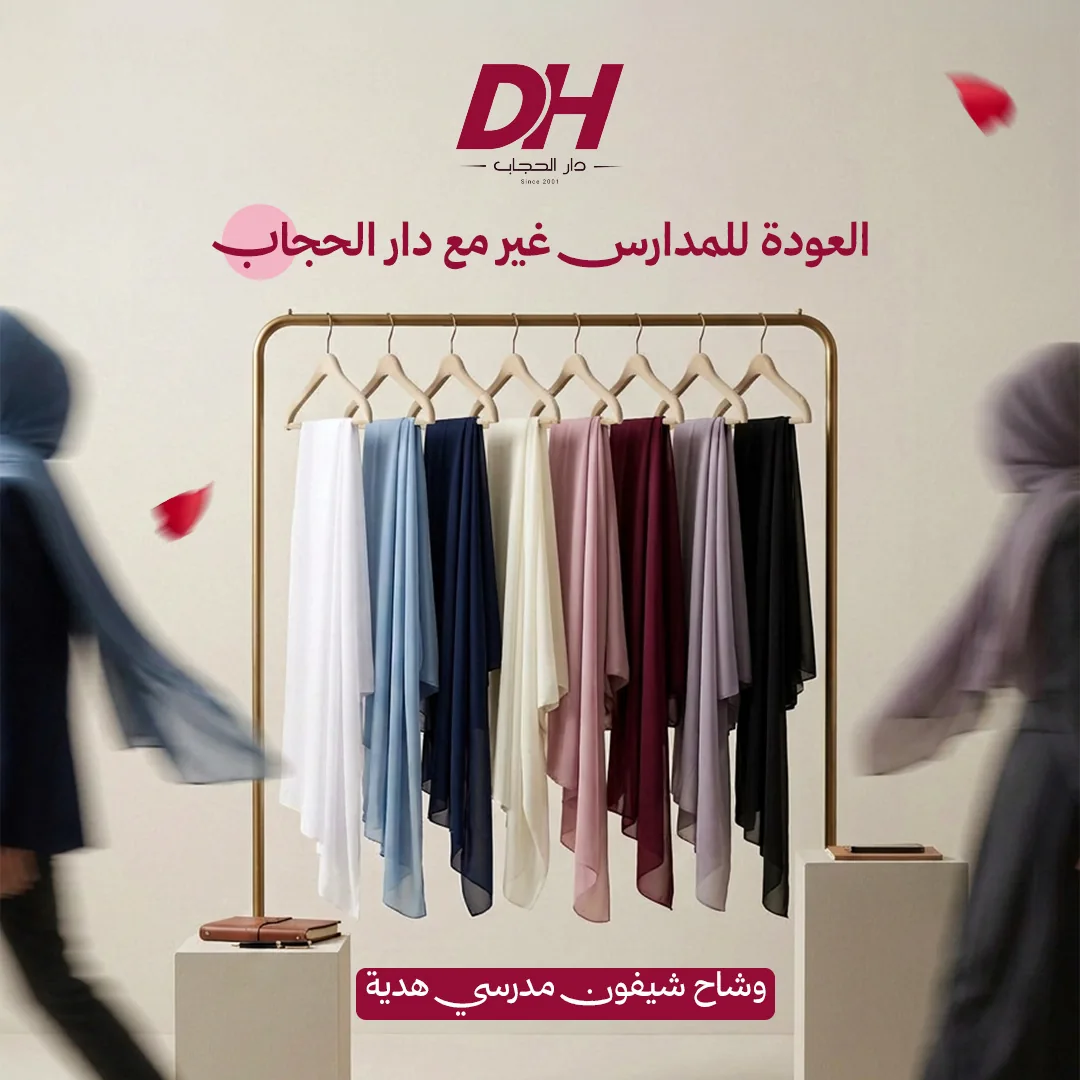 DH
دار الحجاب
Since 2001
العودة للمدارس غير مع دار الحجاب
وشاح شيفون مدرسي هدية